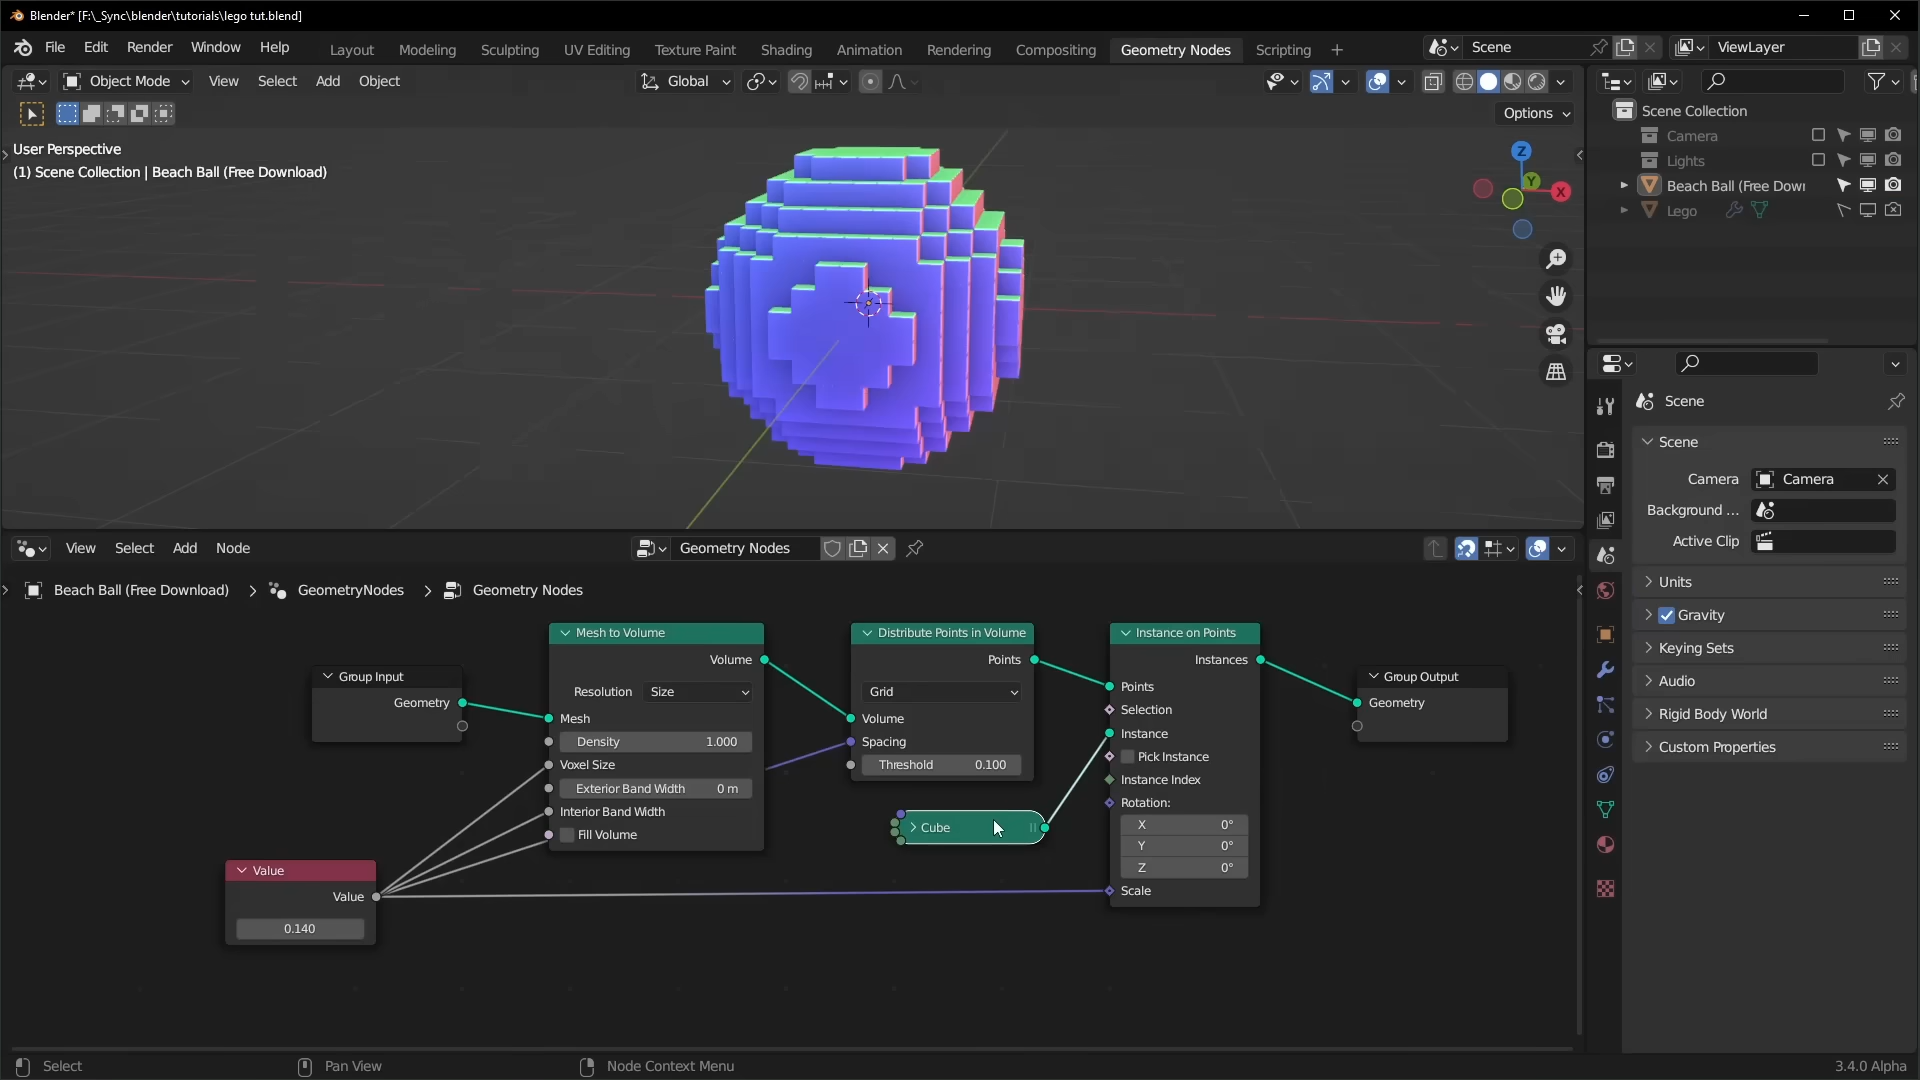 Blender* [F:\_Sync\blender\tutorials\lego tut.blend]
File Edit Render Window Help
Layout Modeling Sculpting UV Editing Texture Paint Shading Animation Rendering Compositing Geometry Nodes Scripting +
Scene
ViewLayer
Object Mode View Select Add Object
Global
Options
User Perspective
(1) Scene Collection | Beach Ball (Free Download)
Z
Y
X
Scene Collection
Camera
Lights
Beach Ball (Free Down
Lego
Scene
Scene
Camera Camera
Background ...
Active Clip
Units
Gravity
Keying Sets
Audio
Rigid Body World
Custom Properties
View Select Add Node
Geometry Nodes
Beach Ball (Free Download) > GeometryNodes > Geometry Nodes
Group Input
Geometry
Value
Value
0.140
Mesh to Volume
Volume
Resolution Size
Mesh
Density 1.000
Voxel Size
Exterior Band Width 0 m
Interior Band Width
Fill Volume
Distribute Points in Volume
Points
Grid
Volume
Spacing
Threshold 0.100
Cube
Instance on Points
Instances
Points
Selection
Instance
Pick Instance
Instance Index
Rotation:
X 0°
Y 0°
Z 0°
Scale
Group Output
Geometry
Select
Pan View
Node Context Menu
3.4.0 Alpha